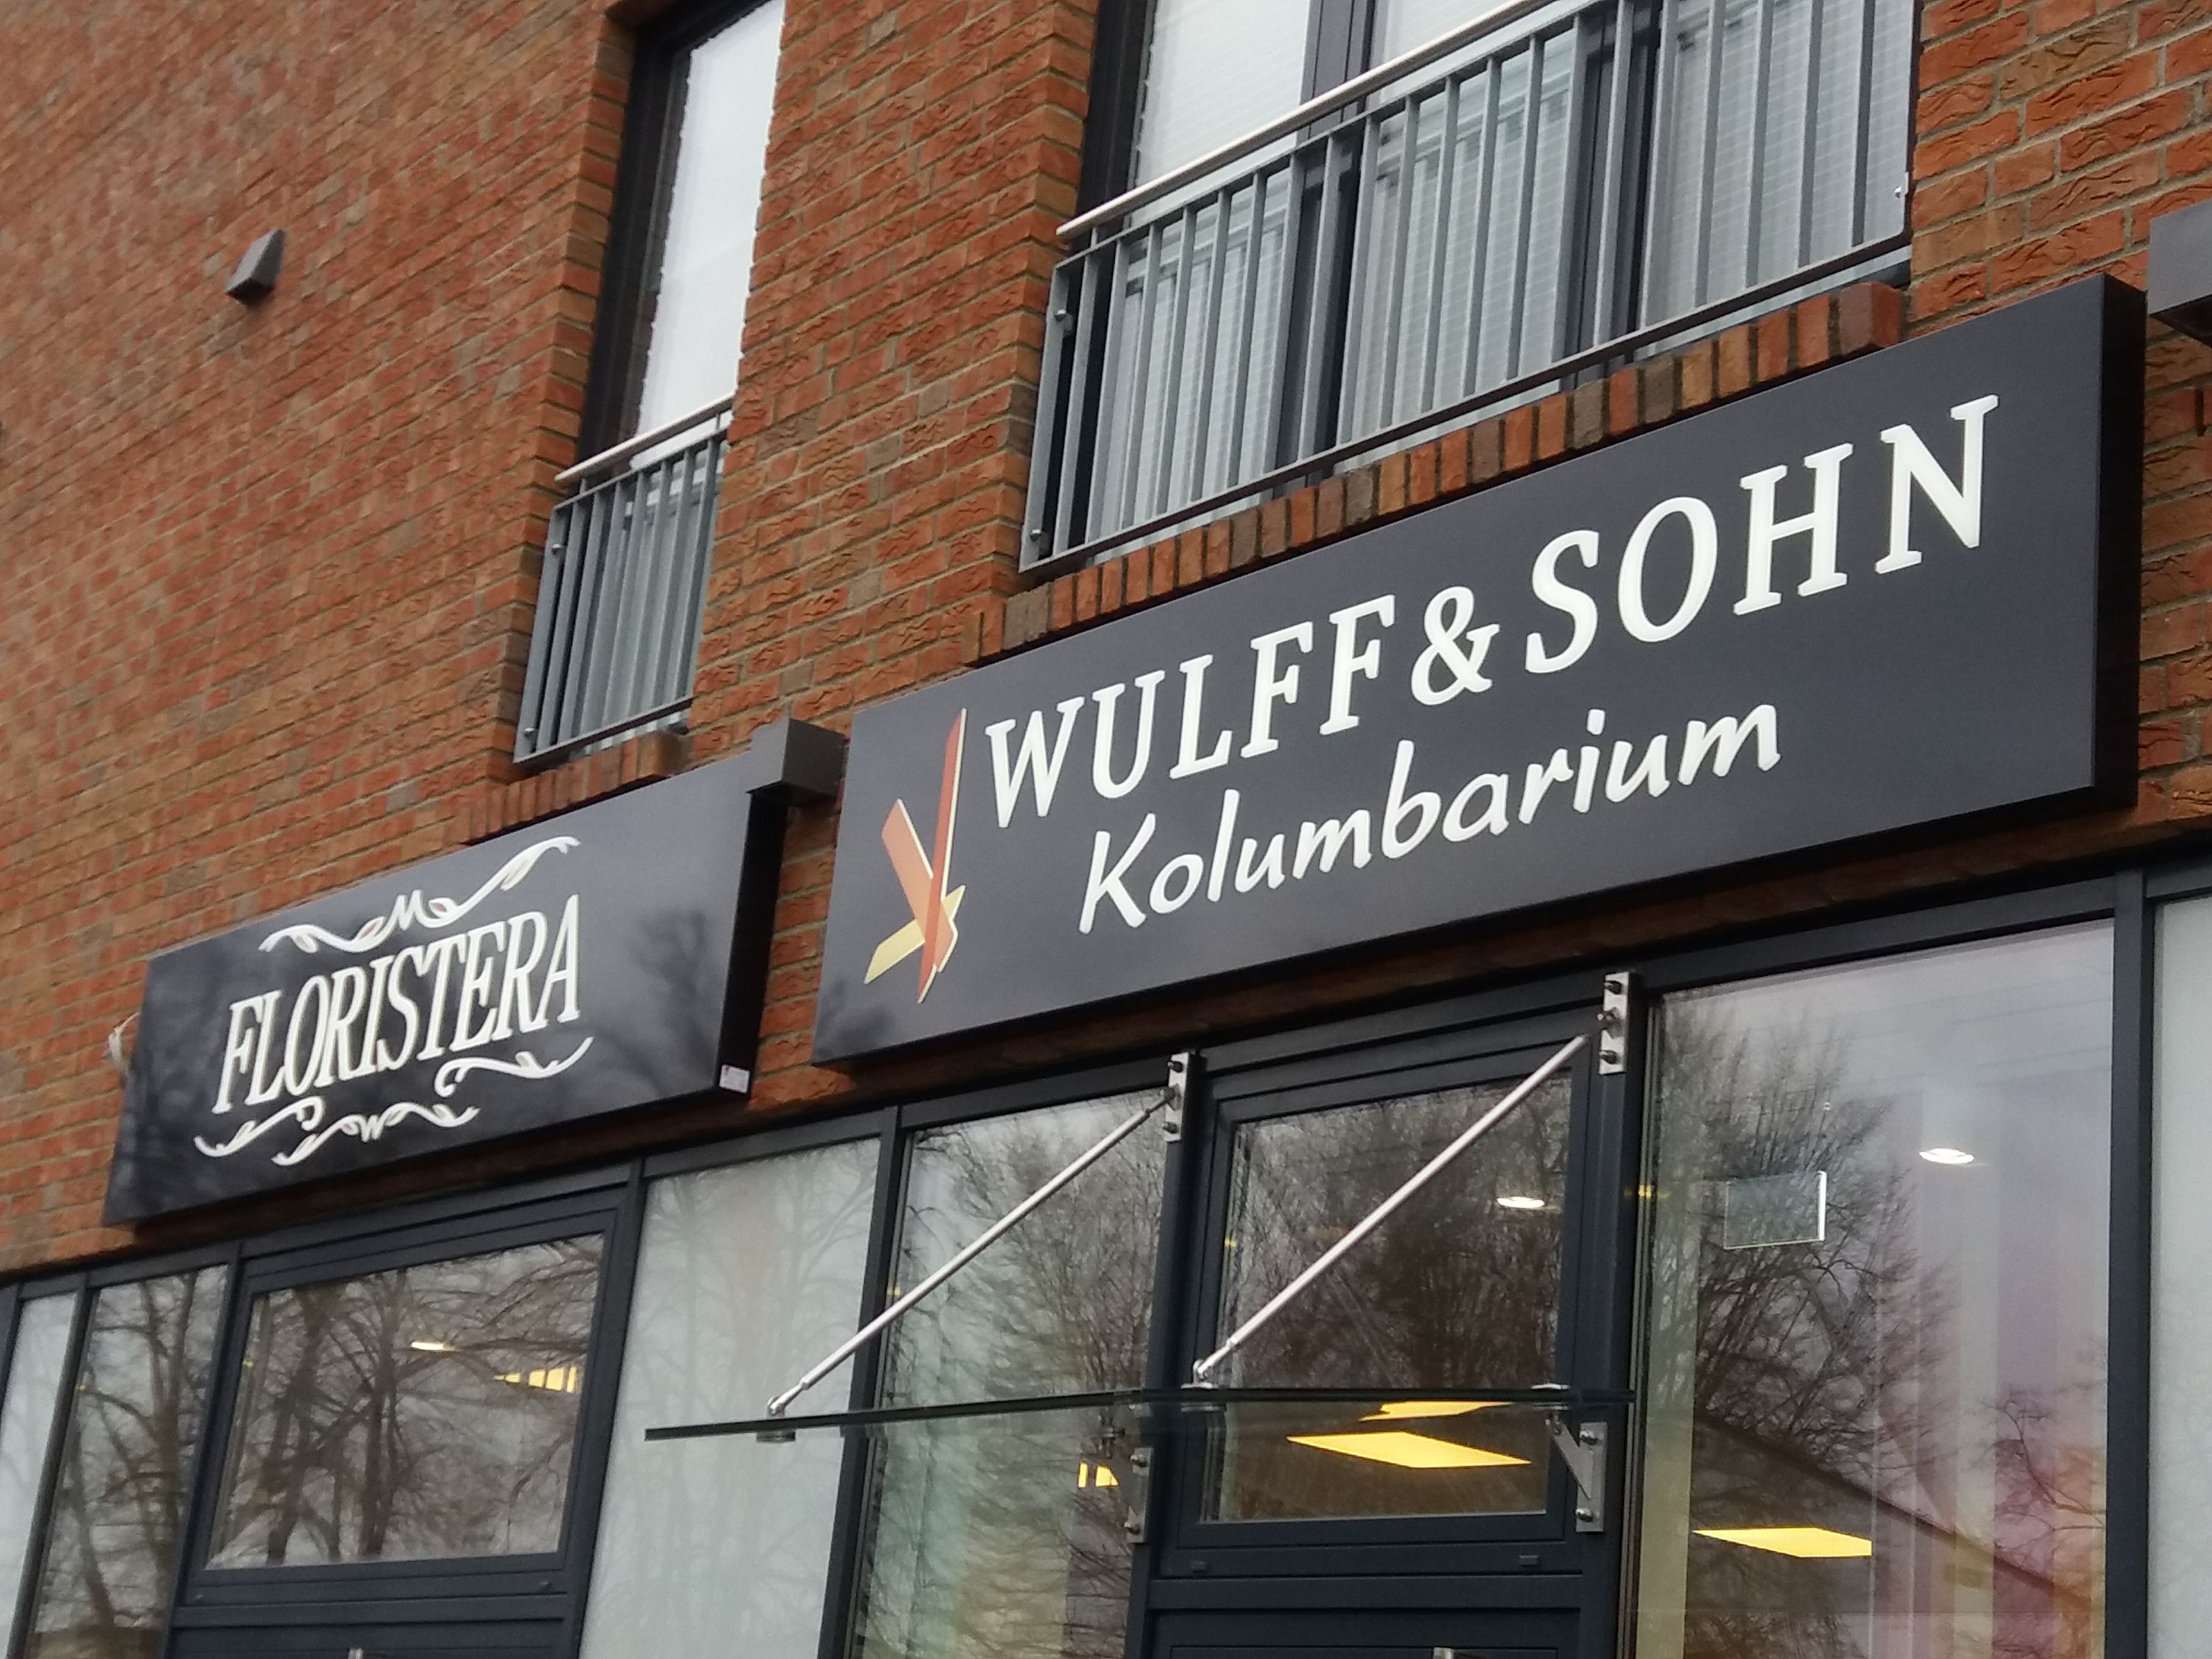 FLORISTERA
WULFF & SOHN
Kolumbarium